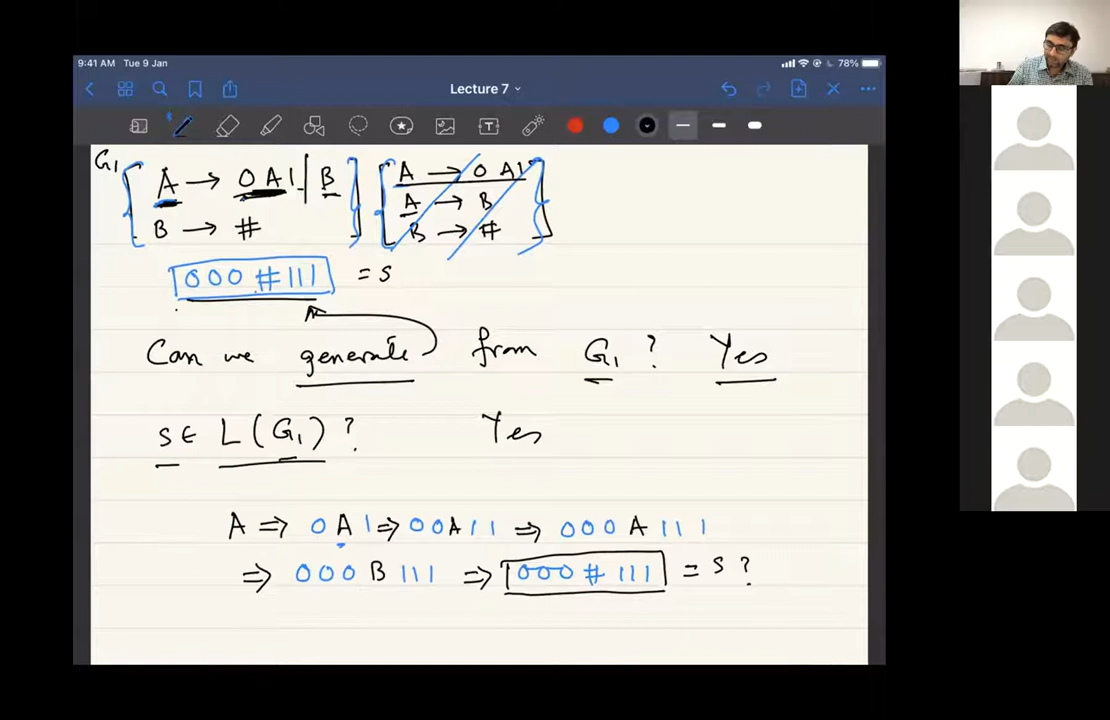 9:41 AM Tue 9 Jan 78%
Lecture 7
G1 A → 0A1 | B A → 0A1
A → B
B → # B → #
000#111 = S
Can we generate from G1 ? Yes
S ∈ L(G1) ? Yes
A ⇒ 0A1 ⇒ 00A11 ⇒ 000A111
⇒ 000B111 ⇒ 000#111 = S ?